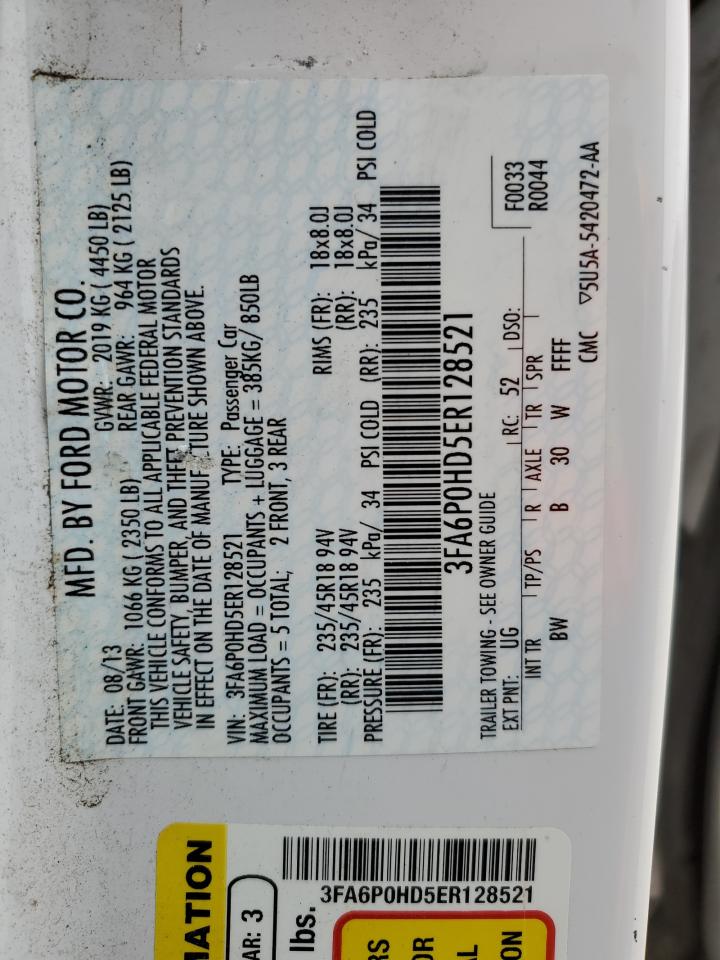 MFD. BY FORD MOTOR CO.
DATE: 08/13 GVWR: 2019 KG ( 4450 LB)
FRONT GAWR: 1066 KG ( 2350 LB) REAR GAWR: 964 KG ( 2125 LB)
THIS VEHICLE CONFORMS TO ALL APPLICABLE FEDERAL MOTOR
VEHICLE SAFETY, BUMPER, AND THEFT PREVENTION STANDARDS
IN EFFECT ON THE DATE OF MANUFACTURE SHOWN ABOVE.
VIN: 3FA6P0HD5ER128521 TYPE: Passenger Car
MAXIMUM LOAD = OCCUPANTS + LUGGAGE = 385KG/ 850LB
OCCUPANTS = 5 TOTAL; 2 FRONT, 3 REAR
TIRE (FR): 235/45R18 94V RIMS (FR): 18x8.0J
(RR): 235/45R18 94V (RR): 18x8.0J
PRESSURE (FR): 235 kPa/ 34 PSI COLD (RR): 235 kPa/ 34 PSI COLD
3FA6P0HD5ER128521
TRAILER TOWING - SEE OWNER GUIDE
EXT PNT: UG RC: 52 DSO: F0033
R0044
INT TR TP/PS R AXLE TR SPR
BW B 30 W FFFF
CMC ▽5U5A-5420472-AA
MATION
AR: 3
lbs.
3FA6P0HD5ER128521
RS
OR
AL
ON